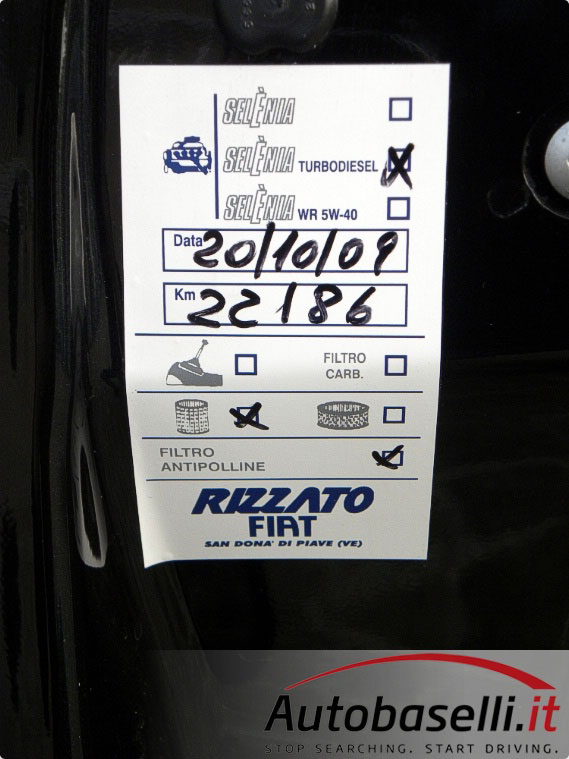 SELÈNIA
SELÈNIA TURBODIESEL
SELÈNIA WR 5W-40
Data 20/10/09
Km 22186
FILTRO
CARB.
FILTRO
ANTIPOLLINE
RIZZATO
FIAT
SAN DONA' DI PIAVE (VE)
Autobaselli.it
STOP SEARCHING. START DRIVING.